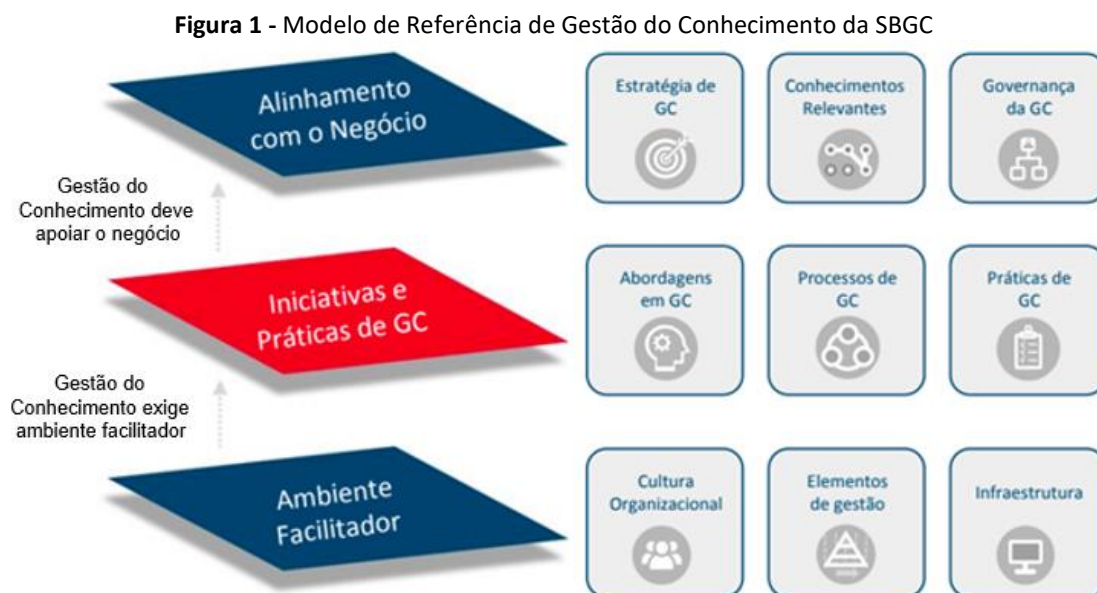 Figura 1 - Modelo de Referência de Gestão do Conhecimento da SBGC
Alinhamento
com o Negócio
Estratégia de
GC
Conhecimentos
Relevantes
Governança
da GC
Gestão do
Conhecimento deve
apoiar o negócio
Iniciativas e
Práticas de GC
Abordagens
em GC
Processos de
GC
Práticas de
GC
Gestão do
Conhecimento exige
ambiente facilitador
Ambiente
Facilitador
Cultura
Organizacional
Elementos
de gestão
Infraestrutura